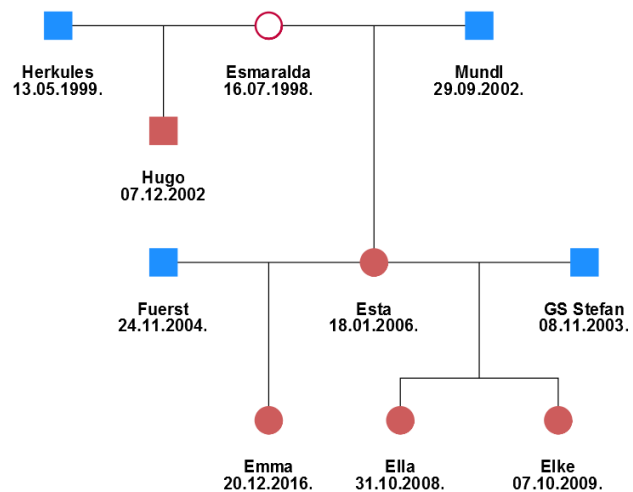 Herkules
13.05.1999.
Esmaralda
16.07.1998.
Mundl
29.09.2002.
Hugo
07.12.2002
Fuerst
24.11.2004.
Esta
18.01.2006.
GS Stefan
08.11.2003.
Emma
20.12.2016.
Ella
31.10.2008.
Elke
07.10.2009.